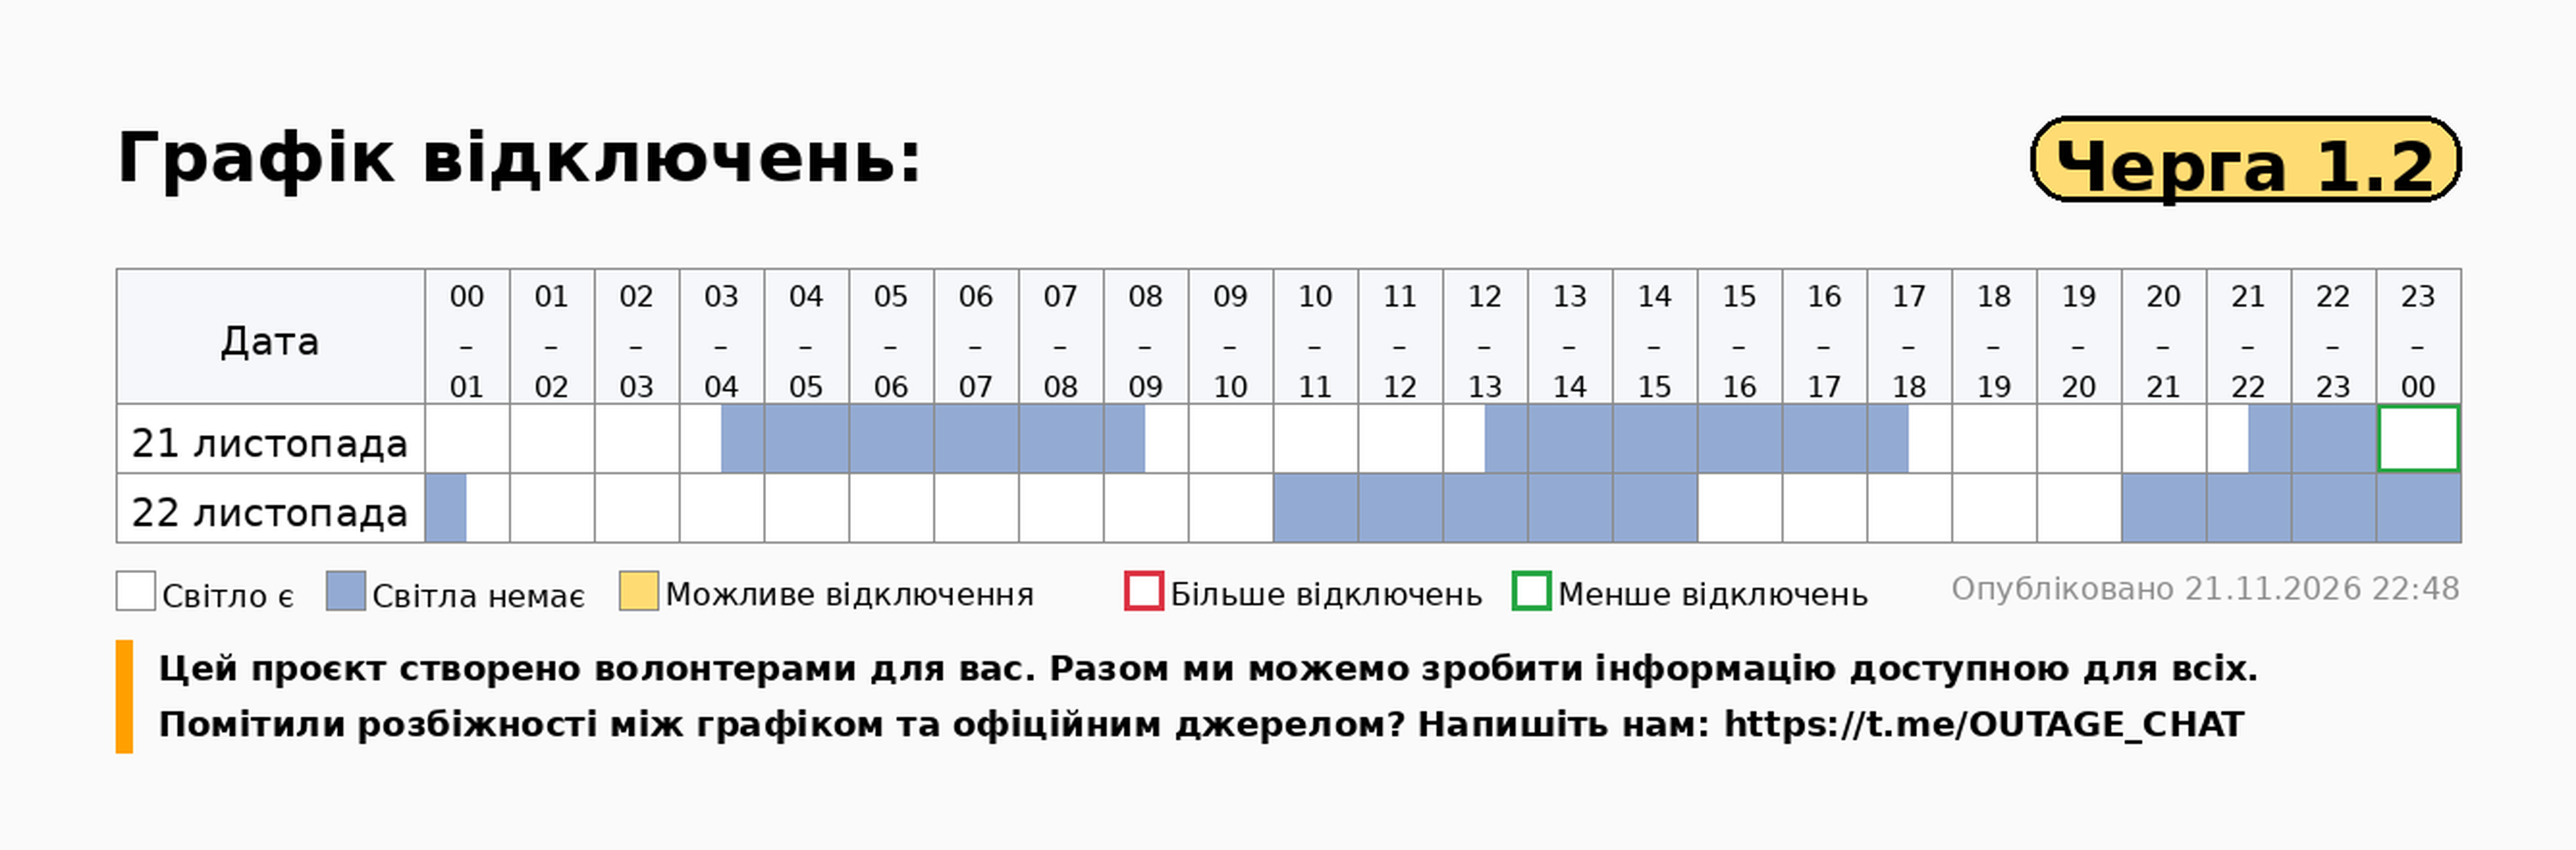 Графік відключень:
Черга 1.2
Дата
00 – 01
01 – 02
02 – 03
03 – 04
04 – 05
05 – 06
06 – 07
07 – 08
08 – 09
09 – 10
10 – 11
11 – 12
12 – 13
13 – 14
14 – 15
15 – 16
16 – 17
17 – 18
18 – 19
19 – 20
20 – 21
21 – 22
22 – 23
23 – 00
21 листопада
22 листопада
Світло є
Світла немає
Можливе відключення
Більше відключень
Менше відключень
Опубліковано 21.11.2026 22:48
Цей проєкт створено волонтерами для вас. Разом ми можемо зробити інформацію доступною для всіх.
Помітили розбіжності між графіком та офіційним джерелом? Напишіть нам: https://t.me/OUTAGE_CHAT